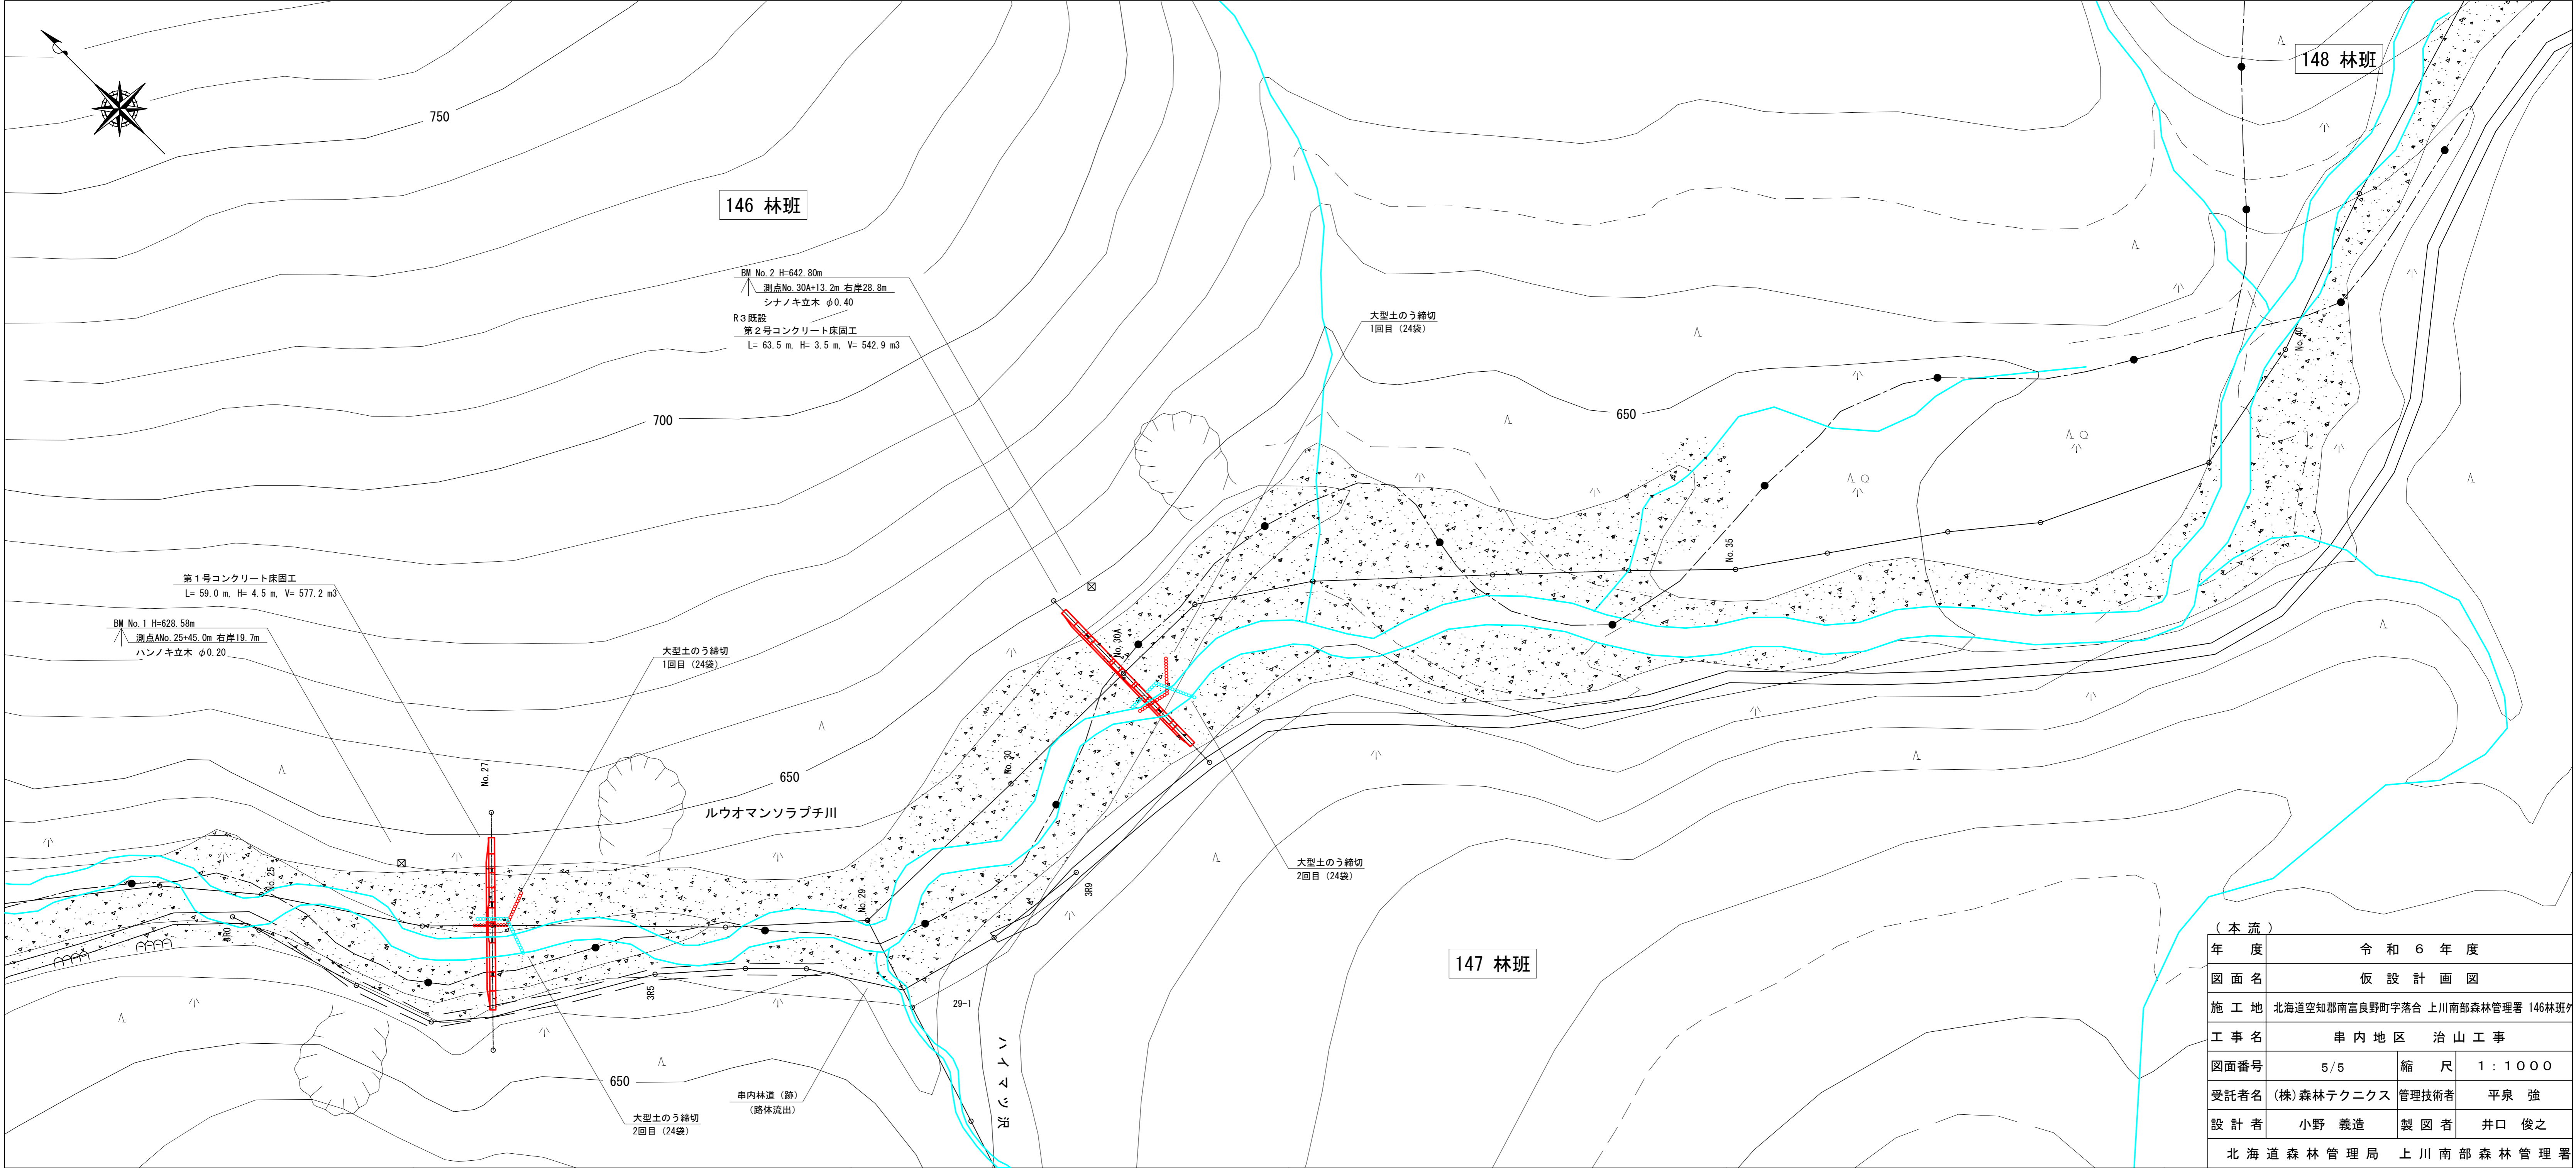 148 林班
750
146 林班
BM No.2 H=642.80m
測点No.30A+13.2m 右岸28.8m
シナノキ立木 φ0.40
R3既設
第2号コンクリート床固工
L= 63.5 m, H= 3.5 m, V= 542.9 m3
大型土のう締切
1回目(24袋)
No.40
650
700
No.35
第1号コンクリート床固工
L= 59.0 m, H= 4.5 m, V= 577.2 m3
BM No.1 H=628.58m
測点ANo.25+45.0m 右岸19.7m
ハンノキ立木 φ0.20
大型土のう締切
1回目(24袋)
No.30A
No.27
No.30
650
ルウオマンソラプチ川
No.25
No.29
3R9
大型土のう締切
2回目(24袋)
3R5
29-1
147 林班
ハイマツ沢
650
串内林道(跡)
(路体流出)
大型土のう締切
2回目(24袋)
(本流)
年度 令和6年度
図面名 仮設計画図
施工地 北海道空知郡南富良野町字落合 上川南部森林管理署 146林班外
工事名 串内地区 治山工事
図面番号 5/5 縮尺 1:1000
受託者名 (株)森林テクニクス 管理技術者 平泉 強
設計者 小野 義造 製図者 井口 俊之
北海道森林管理局 上川南部森林管理署